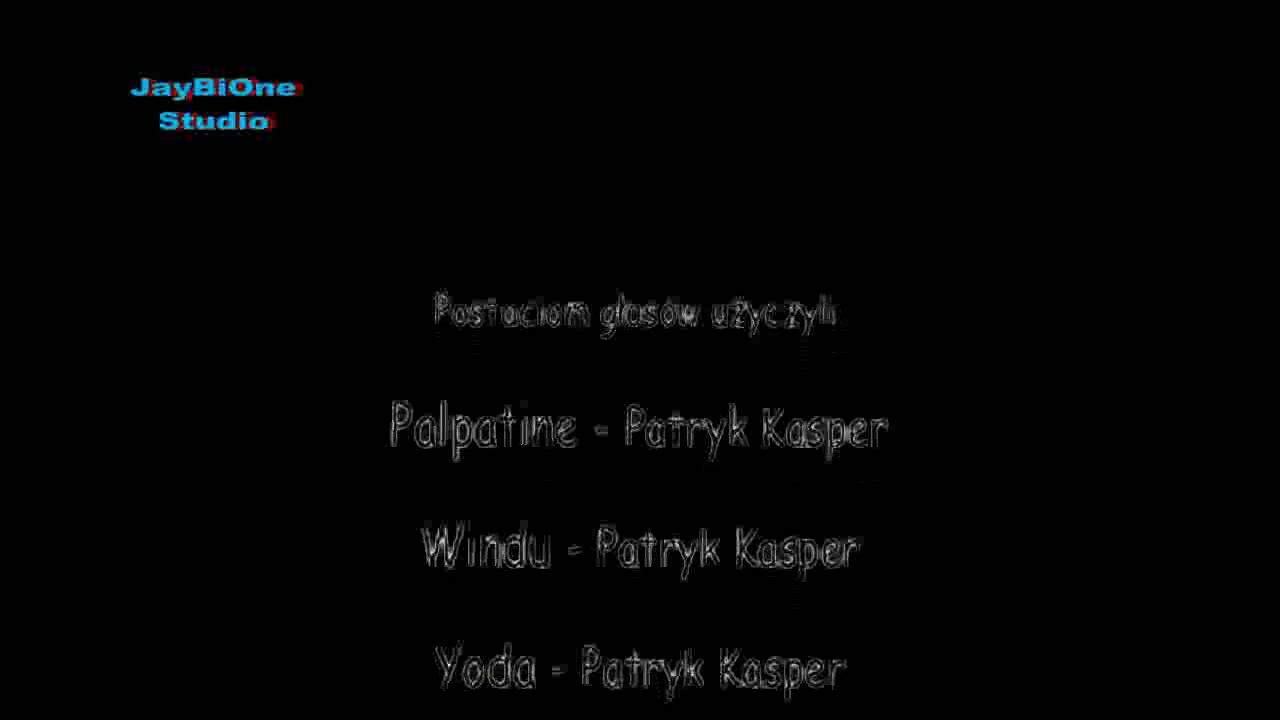 JayBiOne
Studio
Postaciom głosów użyczyli
Palpatine - Patryk Kasper
Windu - Patryk Kasper
Yoda - Patryk Kasper